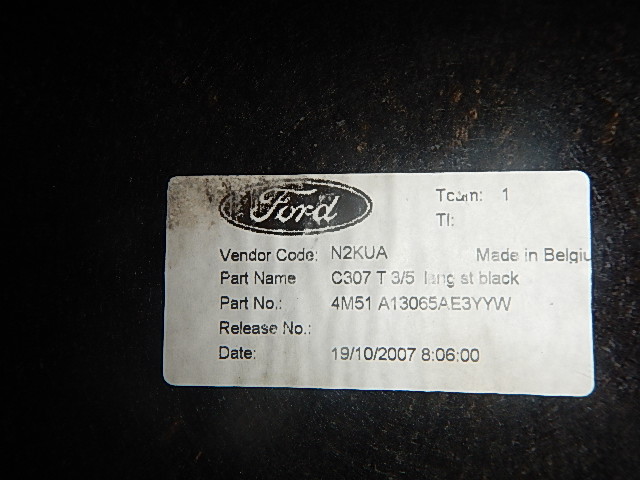 Ford
Team: 1
TI:
Vendor Code: N2KUA Made in Belgiu
Part Name C307 T 3/5 lang st black
Part No.: 4M51 A13065AE3YYW
Release No.:
Date: 19/10/2007 8:06:00